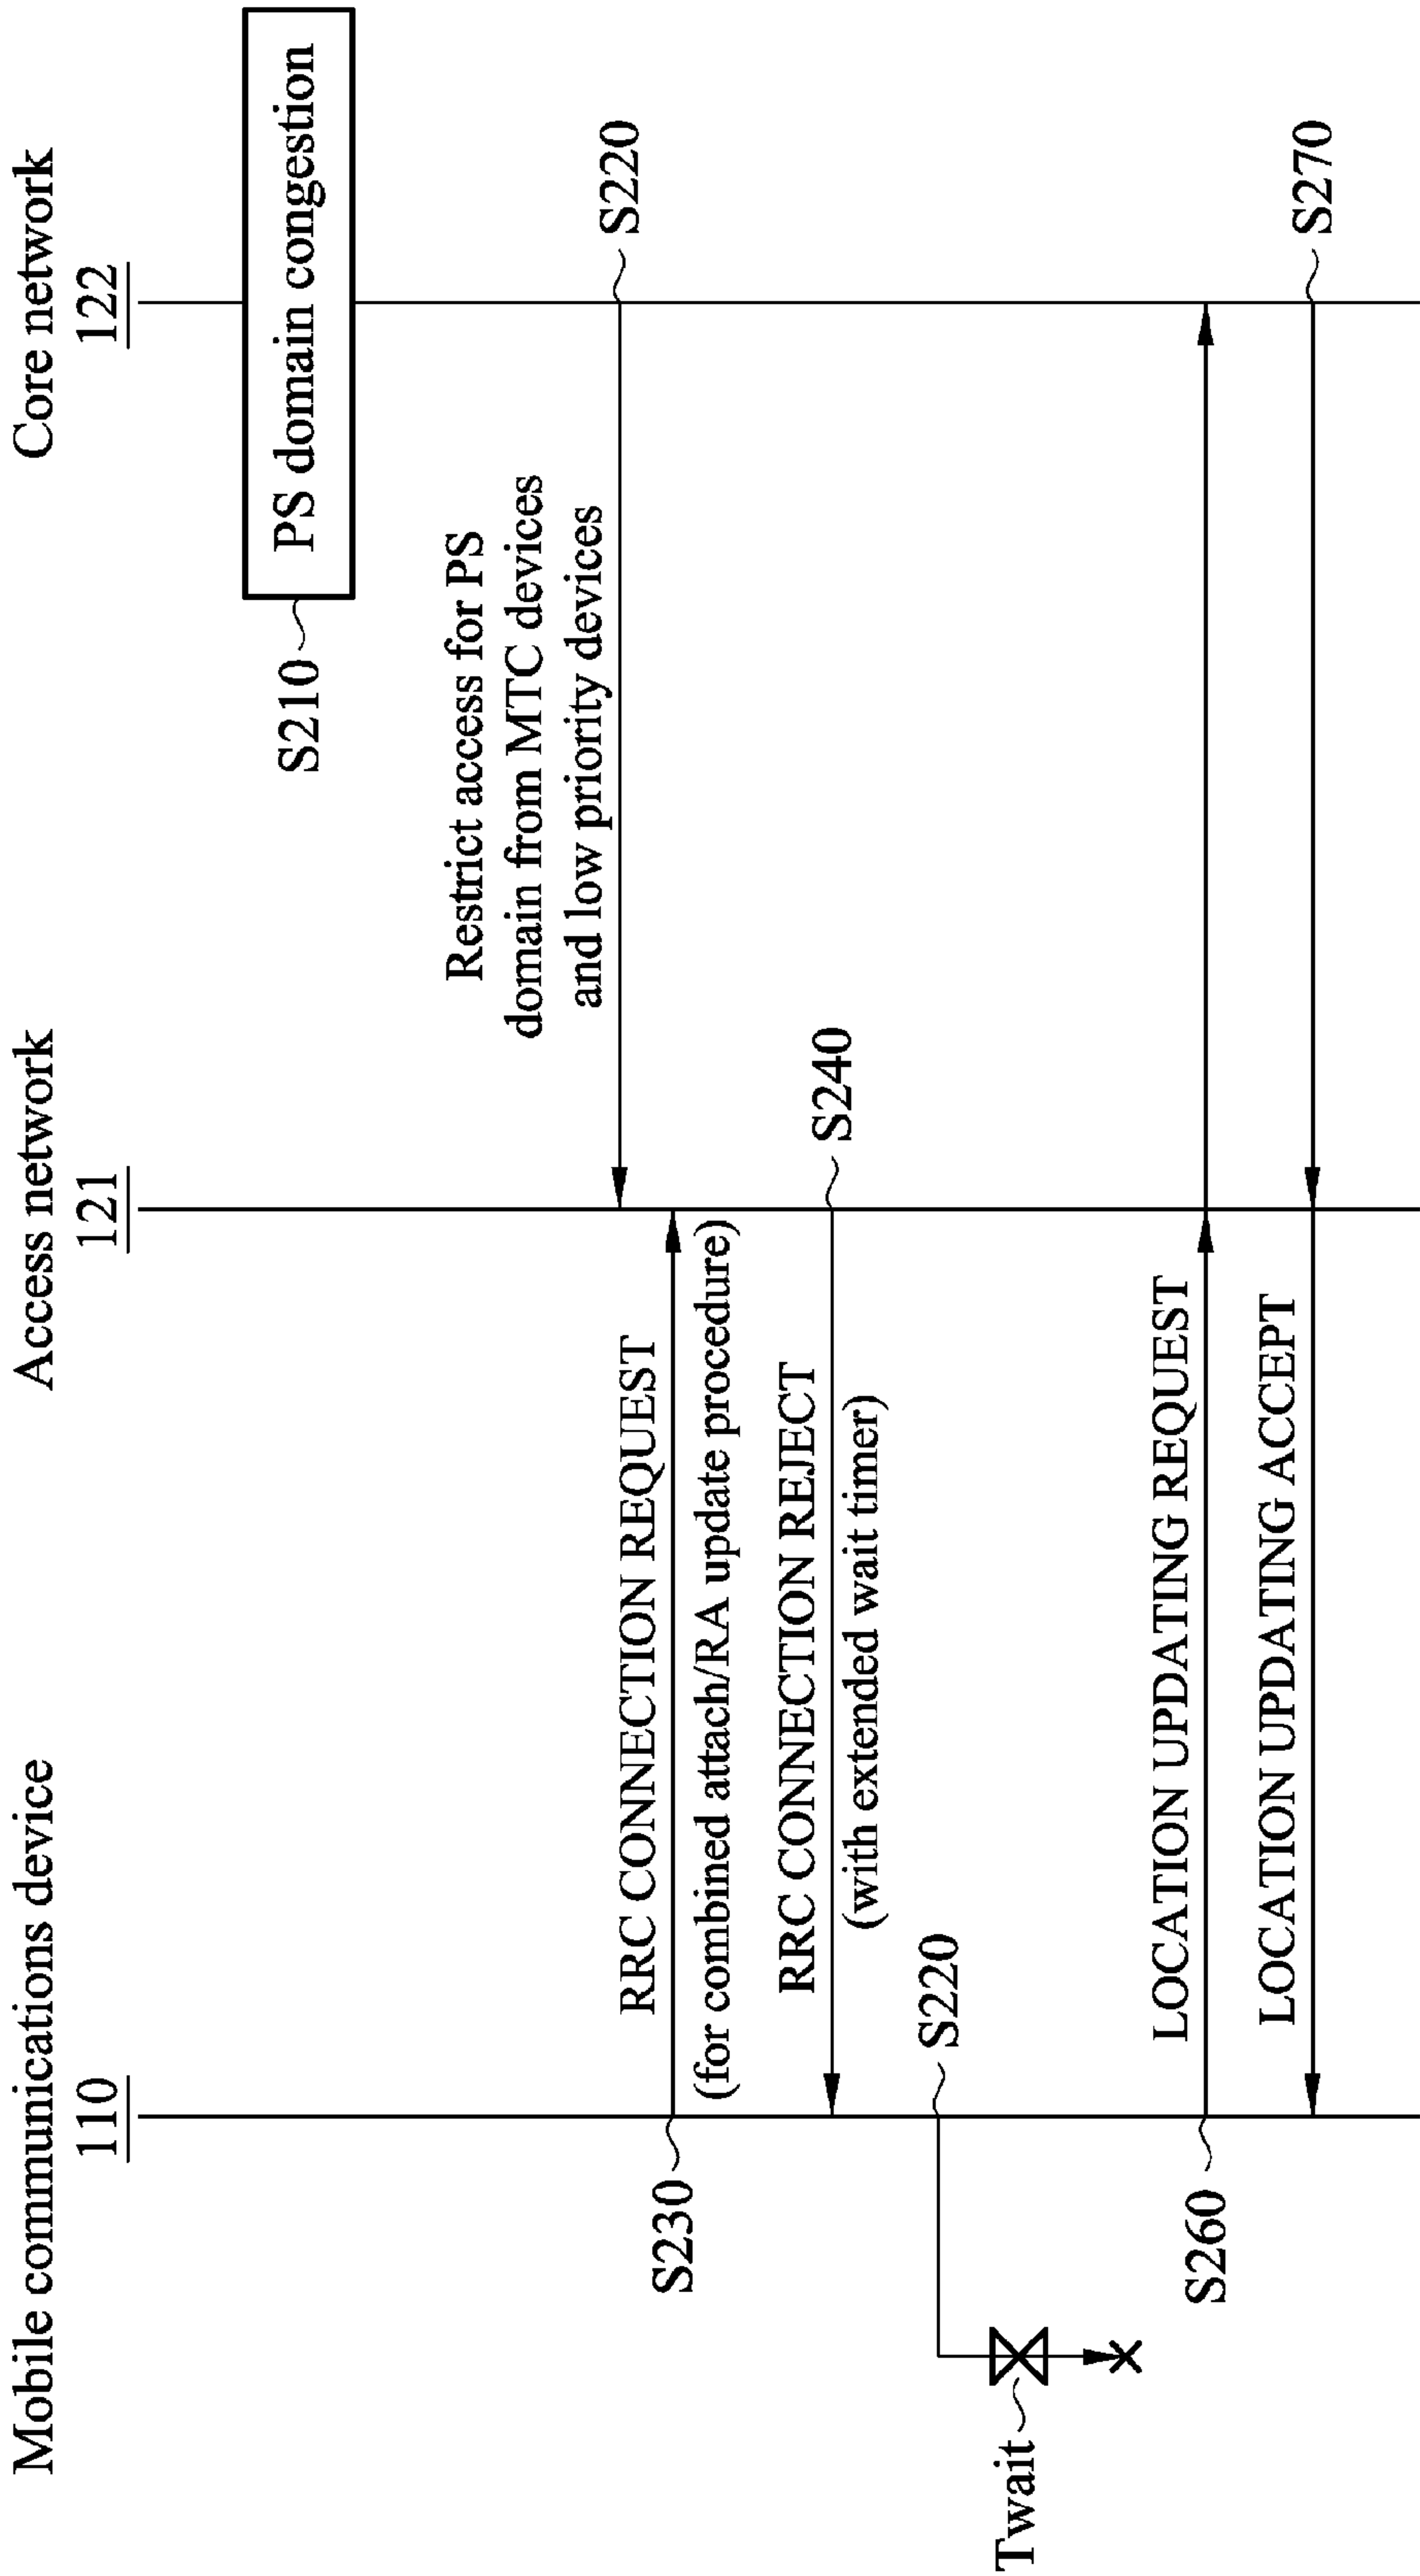 Mobile communications device
Access network
Core network
110
121
122
S210
PS domain congestion
Restrict access for PS
domain from MTC devices
and low priority devices
S220
S230
RRC CONNECTION REQUEST
(for combined attach/RA update procedure)
RRC CONNECTION REJECT
(with extended wait timer)
S240
S220
Twait
S260
LOCATION UPDATING REQUEST
LOCATION UPDATING ACCEPT
S270